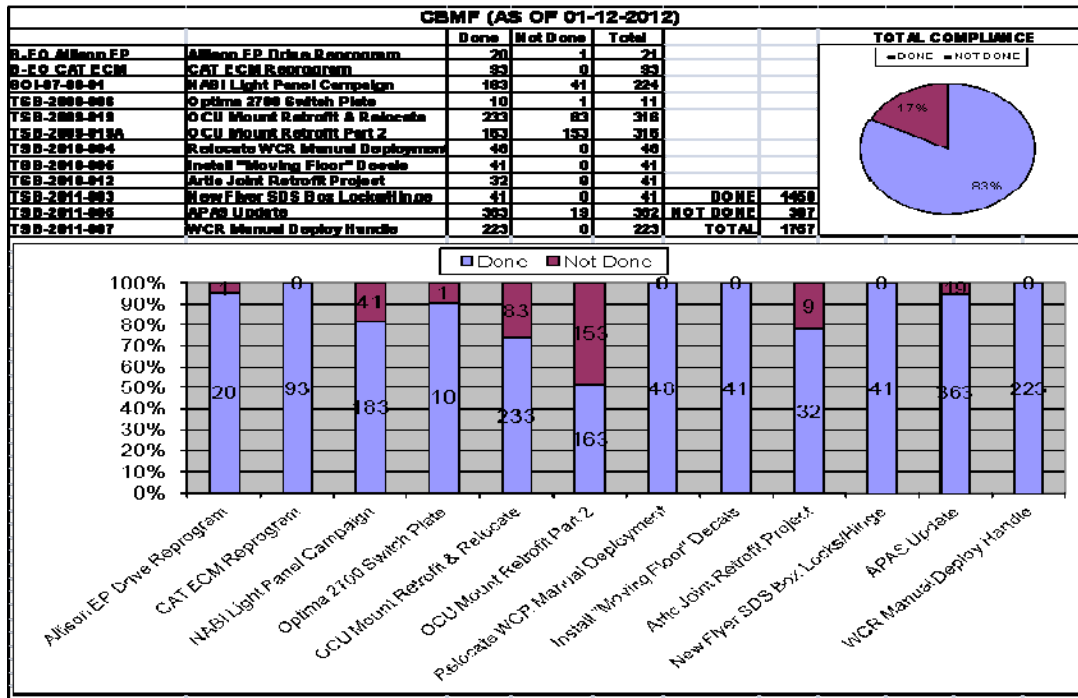 CBMF (AS OF 01-12-2012)
Done Not Done Total
Allison EP Drive Reprogram 20 1 21
CAT ECM Reprogram 93 0 93
NABI Light Panel Campaign 183 41 224
Optima 2700 Switch Plate 10 1 11
OCU Mount Retrofit & Relocate 233 83 316
OCU Mount Retrofit Part 2 163 153 316
Relocate WCR Manual Deployment 0
Install "Moving Floor" Decals 41 0 41
TSB-2010-012 Artic Joint Retrofit Project 32 9 41
TSB-2011-003 New Flyer SDS Box Locks/Hinge 41 0 41 DONE
APAS Update 363 19 382 NOT DONE
TSB-2011-007 WCR Manual Deploy Handle 223 0 223 TOTAL
TOTAL COMPLIANCE
DONE NOT DONE
17%
83%
Done Not Done
100%
90%
80%
70%
60%
50%
40%
30%
20%
10%
0%
1 0 41 1 83 153 0 0 9 0 19 0
20 93 183 10 233 163 41 32 41 363 223
Allison EP Drive Reprogram
CAT ECM Reprogram
NABI Light Panel Campaign
Optima 2700 Switch Plate
OCU Mount Retrofit & Relocate
OCU Mount Retrofit Part 2
Relocate WCR Manual Deployment
Install "Moving Floor" Decals
Artic Joint Retrofit Project
New Flyer SDS Box Locks/Hinge
APAS Update
WCR Manual Deploy Handle